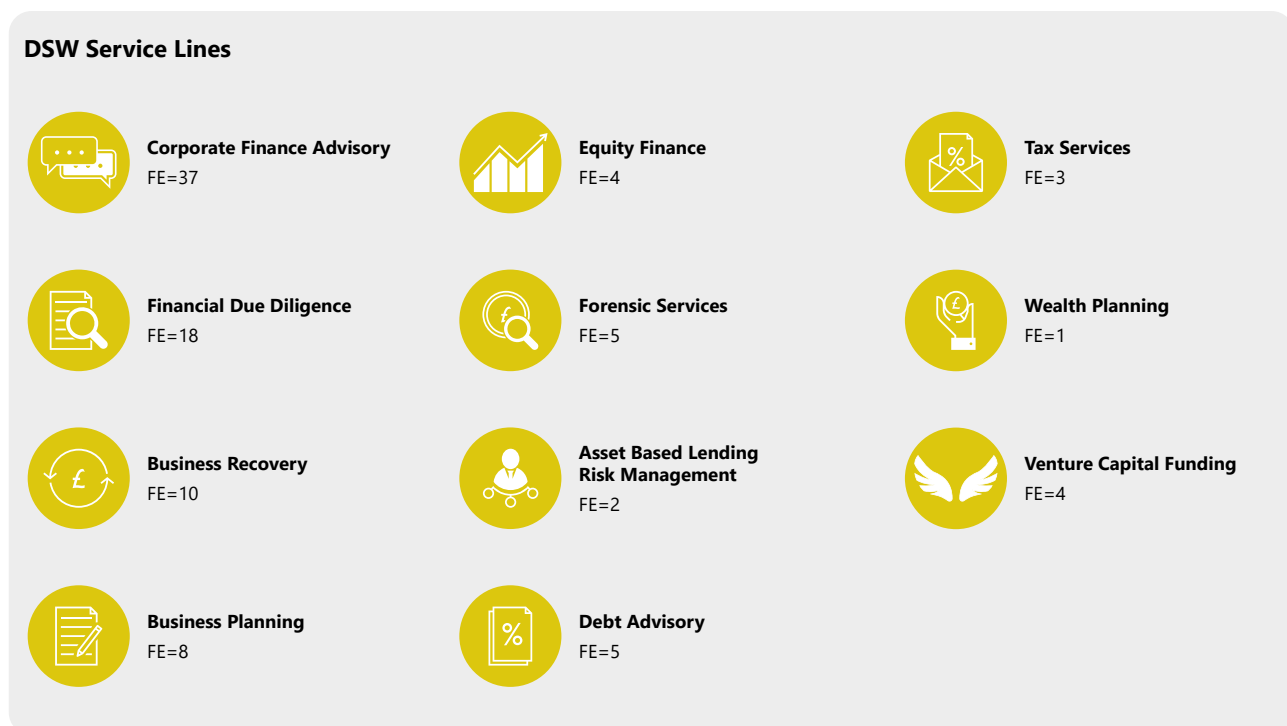 DSW Service Lines
Corporate Finance Advisory
FE=37
Equity Finance
FE=4
Tax Services
FE=3
%
Financial Due Diligence
FE=18
Forensic Services
FE=5
£
Wealth Planning
FE=1
£
Business Recovery
FE=10
£
Asset Based Lending
Risk Management
FE=2
Venture Capital Funding
FE=4
Business Planning
FE=8
Debt Advisory
FE=5
%